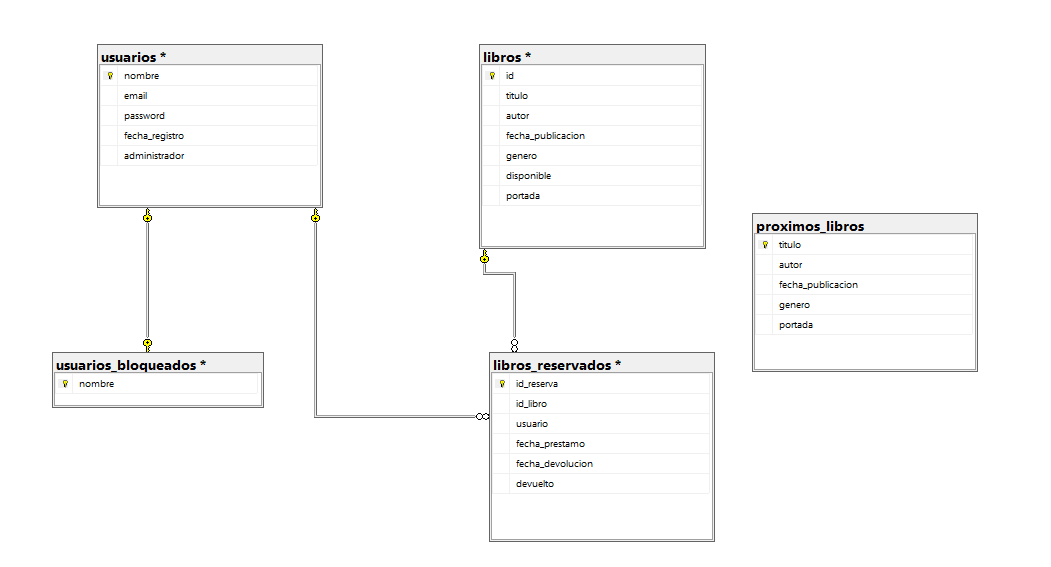 usuarios *
nombre
email
password
fecha_registro
administrador
libros *
id
titulo
autor
fecha_publicacion
genero
disponible
portada
proximos_libros
titulo
autor
fecha_publicacion
genero
portada
usuarios_bloqueados *
nombre
libros_reservados *
id_reserva
id_libro
usuario
fecha_prestamo
fecha_devolucion
devuelto